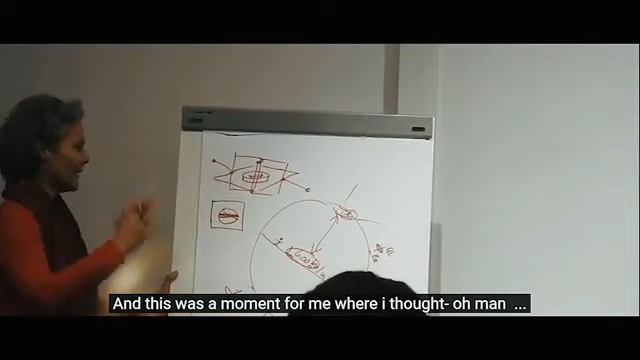 And this was a moment for me where i thought- oh man ...